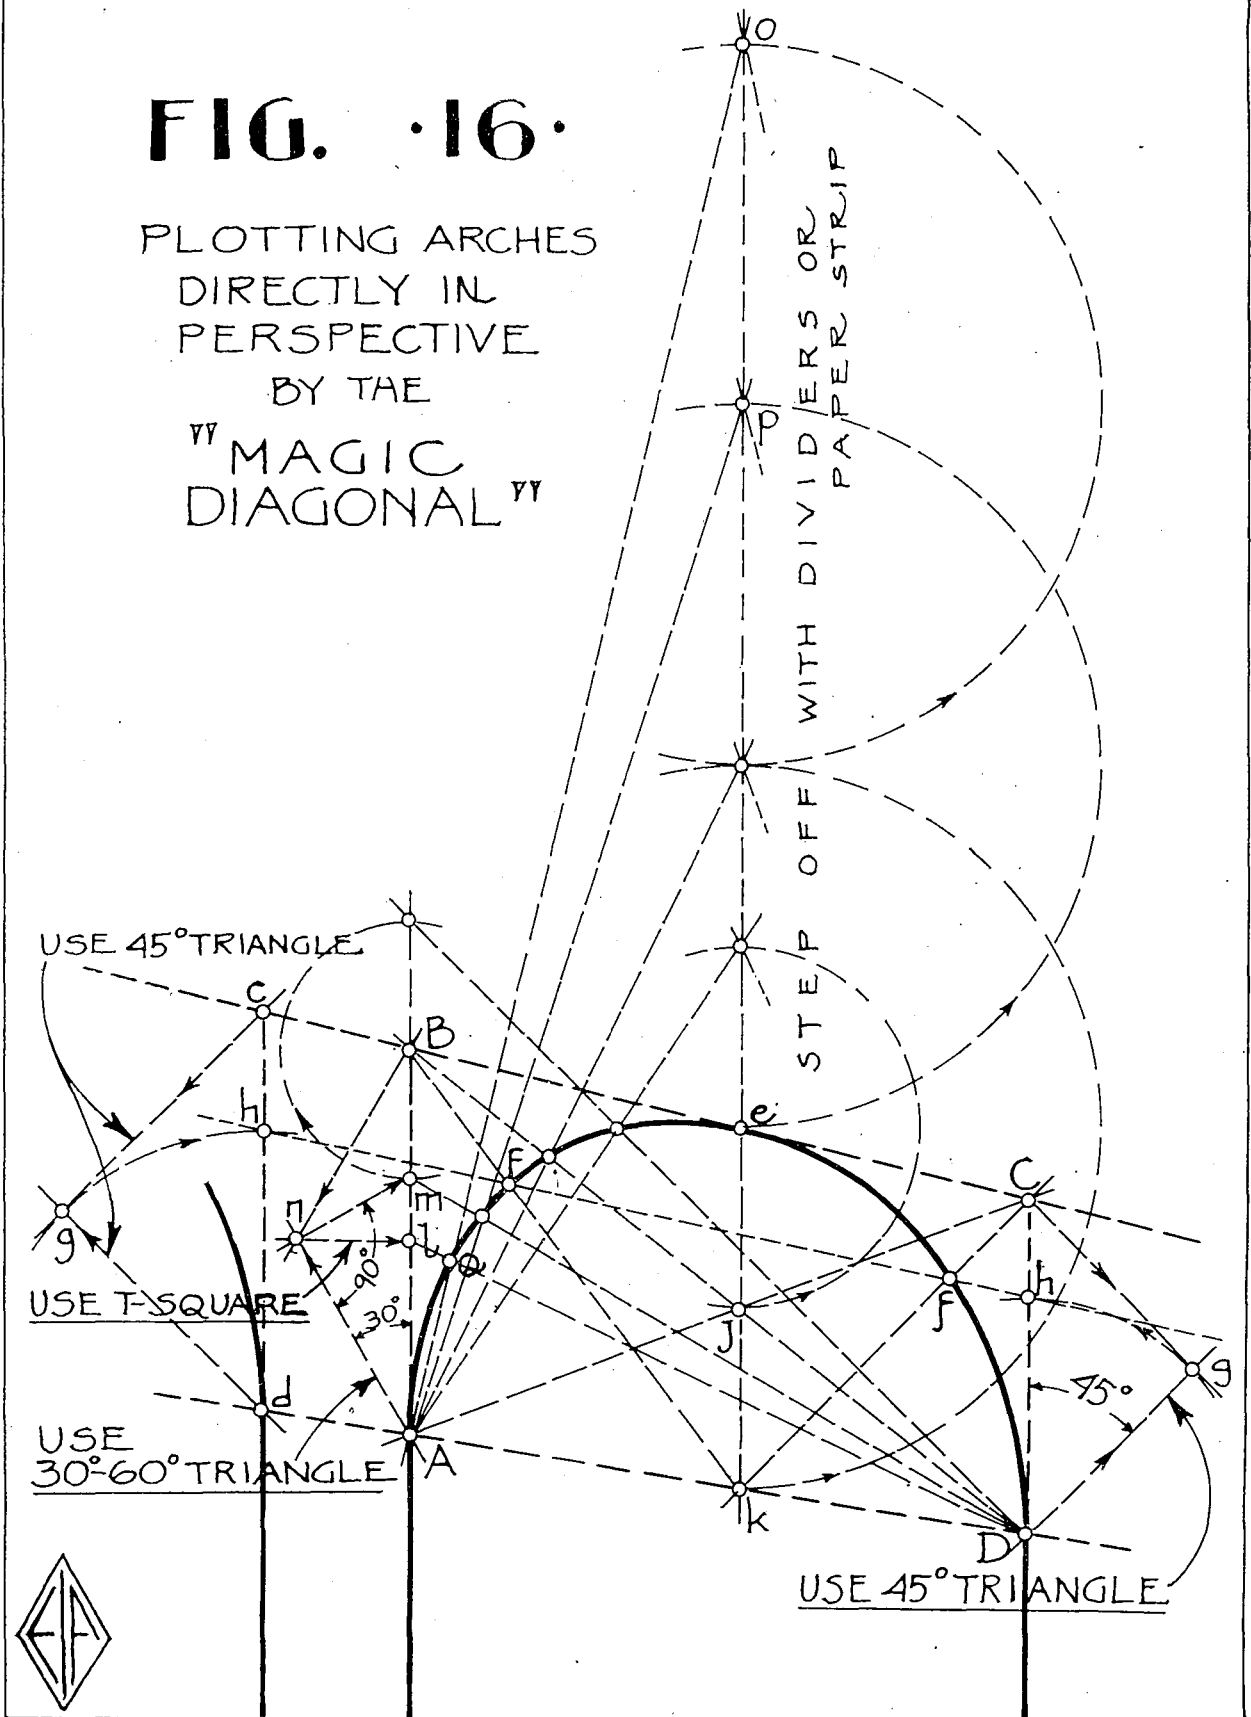 FIG. ·16·
PLOTTING ARCHES
DIRECTLY IN
PERSPECTIVE
BY THE
"MAGIC
DIAGONAL"
O
P
STEP OFF WITH DIVIDERS OR
PAPER STRIP
USE 45° TRIANGLE
c
B
h
e
F
C
n
m
g
l
Q
90°
h
f
USE T-SQUARE
30°
J
g
45°
d
USE
30°-60° TRIANGLE
A
k
D
USE 45° TRIANGLE
EA